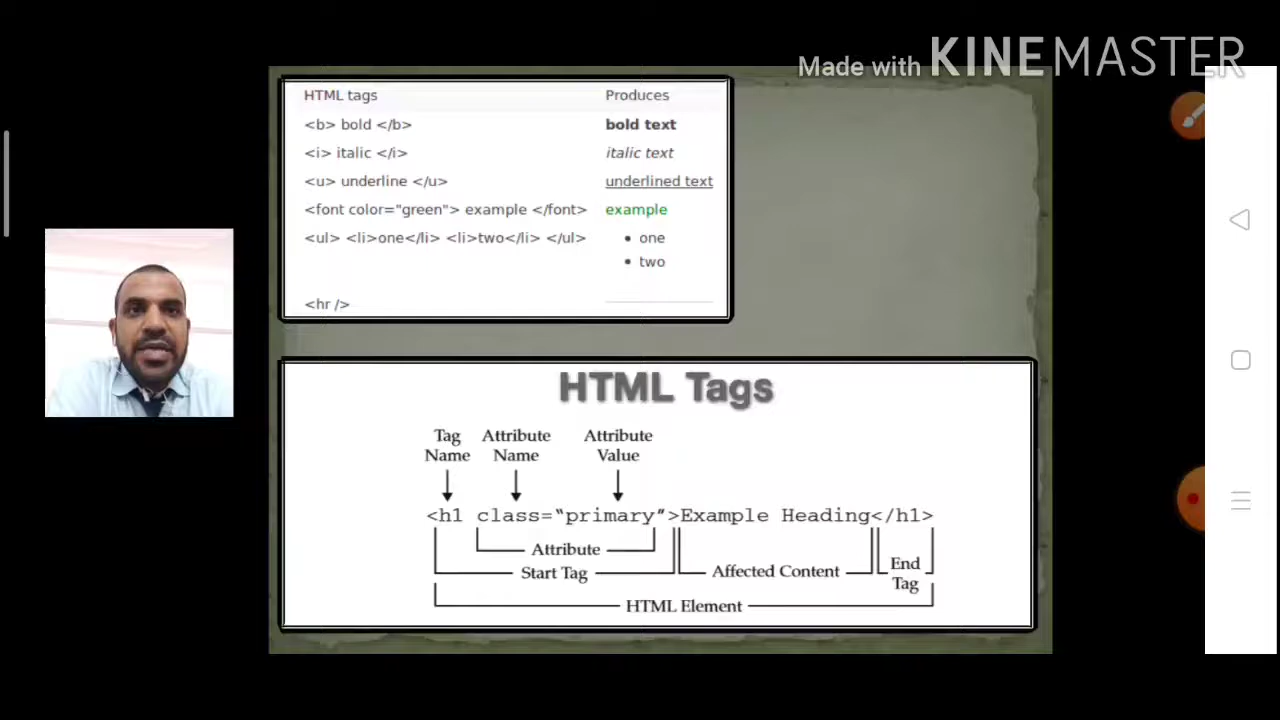 Made with KINEMASTER
HTML tags Produces
<b> bold </b> bold text
<i> italic </i> italic text
<u> underline </u> underlined text
<font color="green"> example </font> example
<ul> <li>one</li> <li>two</li> </ul> • one
• two
<hr />
HTML Tags
Tag Attribute Attribute
Name Name Value
<h1 class="primary">Example Heading</h1>
Attribute
Start Tag Affected Content End
Tag
HTML Element